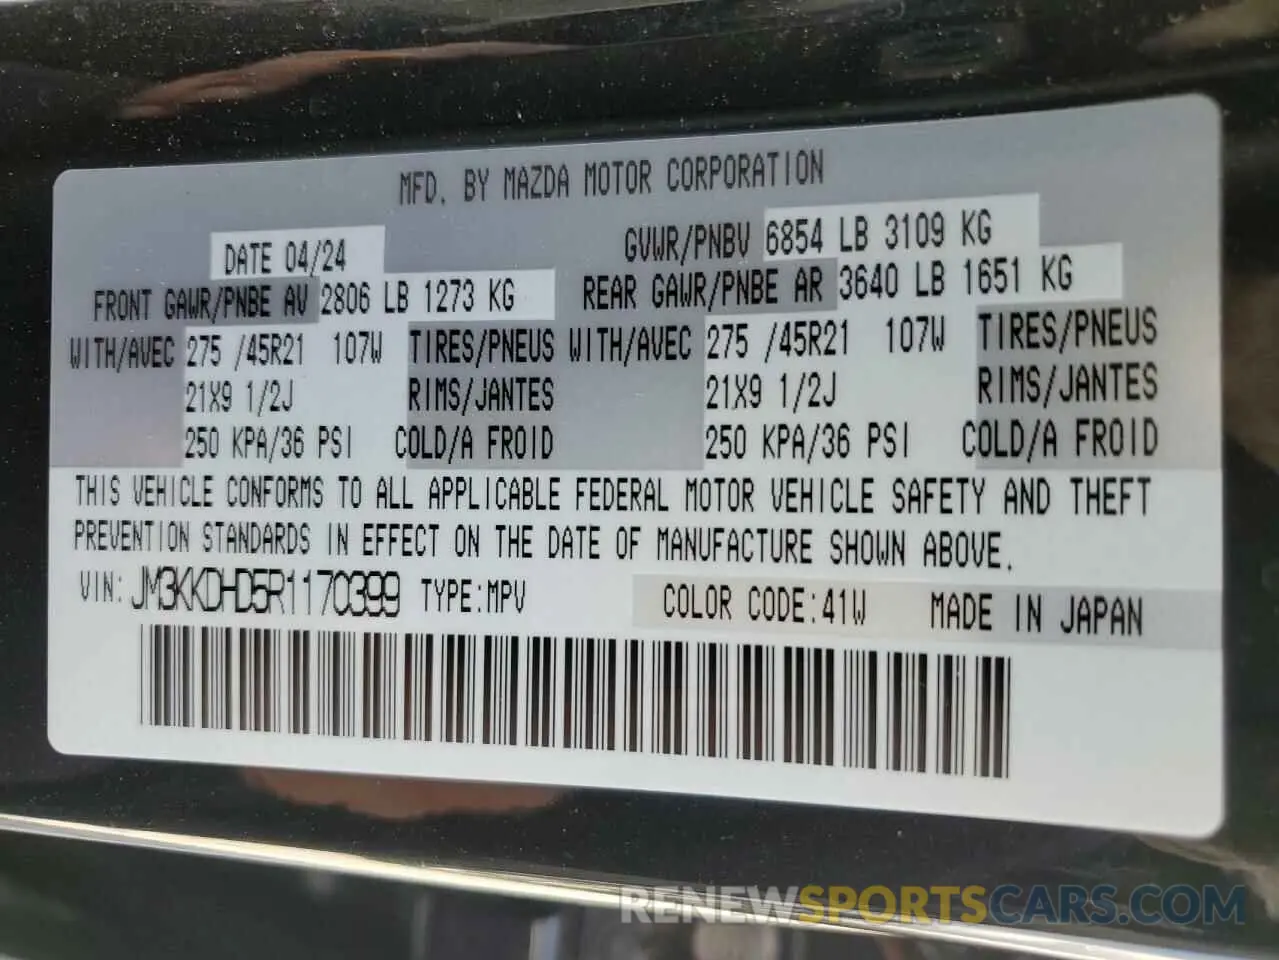 MFD. BY MAZDA MOTOR CORPORATION
DATE 04/24 GVWR/PNBV 6854 LB 3109 KG
FRONT GAWR/PNBE AV 2806 LB 1273 KG REAR GAWR/PNBE AR 3640 LB 1651 KG
WITH/AVEC 275 /45R21 107W TIRES/PNEUS WITH/AVEC 275 /45R21 107W TIRES/PNEUS
21X9 1/2J RIMS/JANTES 21X9 1/2J RIMS/JANTES
250 KPA/36 PSI COLD/A FROID 250 KPA/36 PSI COLD/A FROID
THIS VEHICLE CONFORMS TO ALL APPLICABLE FEDERAL MOTOR VEHICLE SAFETY AND THEFT
PREVENTION STANDARDS IN EFFECT ON THE DATE OF MANUFACTURE SHOWN ABOVE.
VIN: JM3KKDHD5R1170399 TYPE:MPV COLOR CODE:41W MADE IN JAPAN
RENEWSPORTSCARS.COM